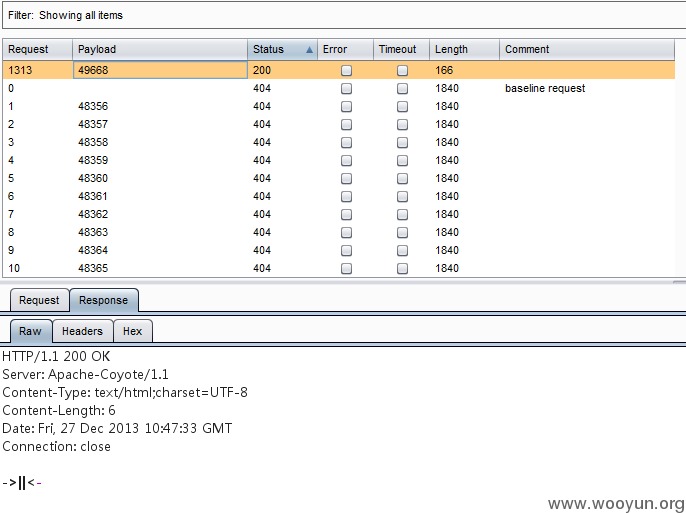 Filter: Showing all items
Request Payload Status Error Timeout Length Comment
1313 49668 200 166
0 404 1840 baseline request
1 48356 404 1840
2 48357 404 1840
3 48358 404 1840
4 48359 404 1840
5 48360 404 1840
6 48361 404 1840
7 48362 404 1840
8 48363 404 1840
9 48364 404 1840
10 48365 404 1840
Request Response
Raw Headers Hex
HTTP/1.1 200 OK
Server: Apache-Coyote/1.1
Content-Type: text/html;charset=UTF-8
Content-Length: 6
Date: Fri, 27 Dec 2013 10:47:33 GMT
Connection: close
->||<-
www.wooyun.org